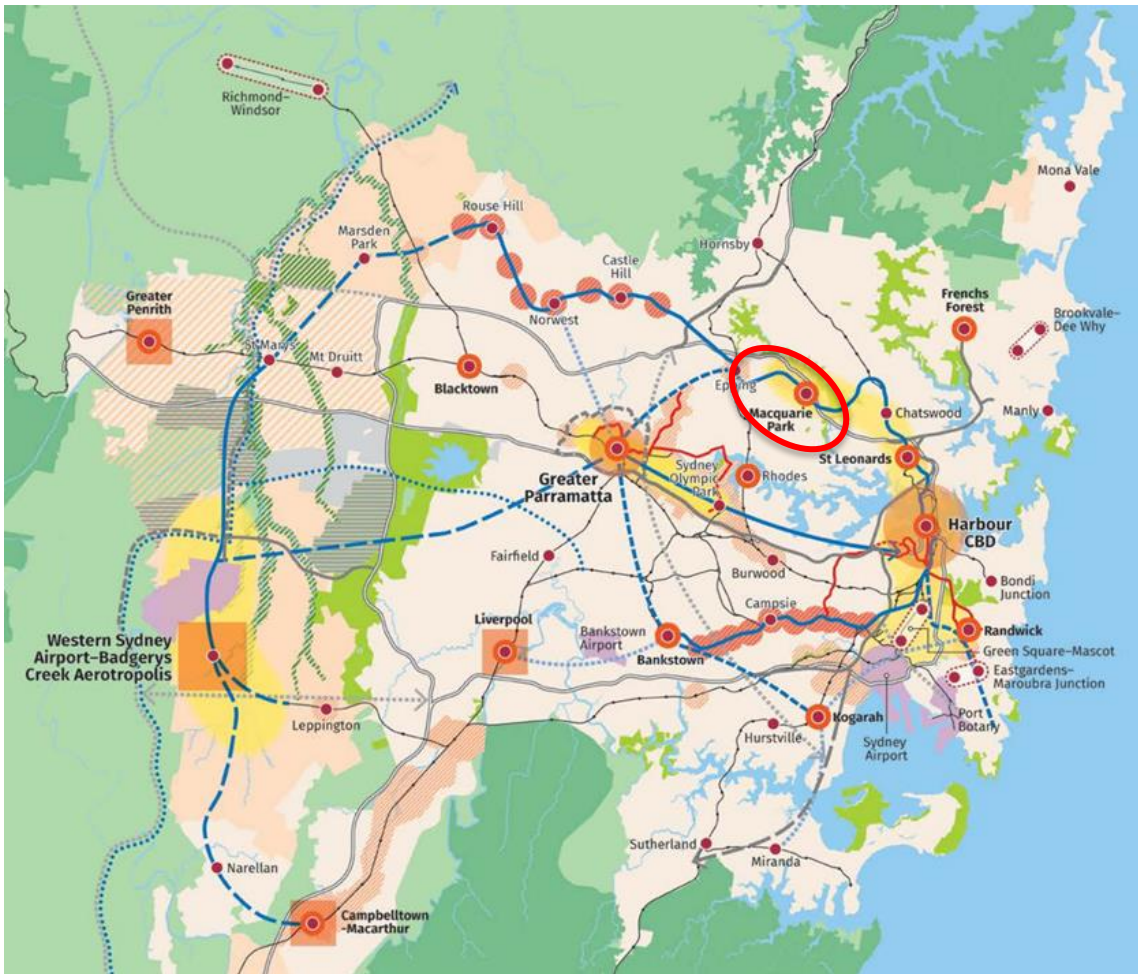 Richmond–
Windsor
Mona Vale
Rouse Hill
Marsden
Park
Hornsby
Castle
Hill
Greater
Penrith
Frenchs
Forest
Norwest
Brookvale–
Dee Why
St Marys
Mt Druitt
Blacktown
Epping
Macquarie
Park
Chatswood
Manly
St Leonards
Greater
Parramatta
Sydney
Olympic
Park
Rhodes
Harbour
CBD
Fairfield
Burwood
Bondi
Junction
Campsie
Liverpool
Bankstown
Airport
Bankstown
Randwick
Green Square–Mascot
Western Sydney
Airport–Badgerys
Creek Aerotropolis
Eastgardens–
Maroubra Junction
Leppington
Kogarah
Port
Botany
Hurstville
Sydney
Airport
Sutherland
Miranda
Narellan
Campbelltown
-Macarthur